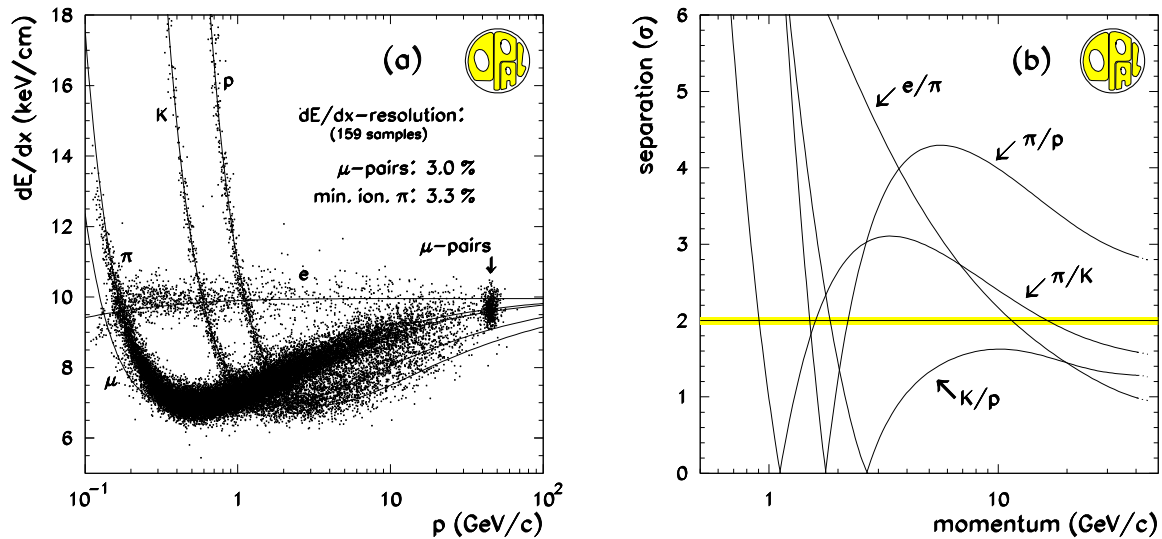 dE/dx (keV/cm)
18
16
14
12
10
8
6
10⁻¹
1
10
10²
p (GeV/c)
(a)
OPAL
p
K
dE/dx-resolution:
(159 samples)
μ-pairs: 3.0 %
min. ion. π: 3.3 %
μ-pairs
π
e
μ
separation (σ)
6
5
4
3
2
1
0
1
10
momentum (GeV/c)
(b)
OPAL
e/π
π/p
π/K
K/p